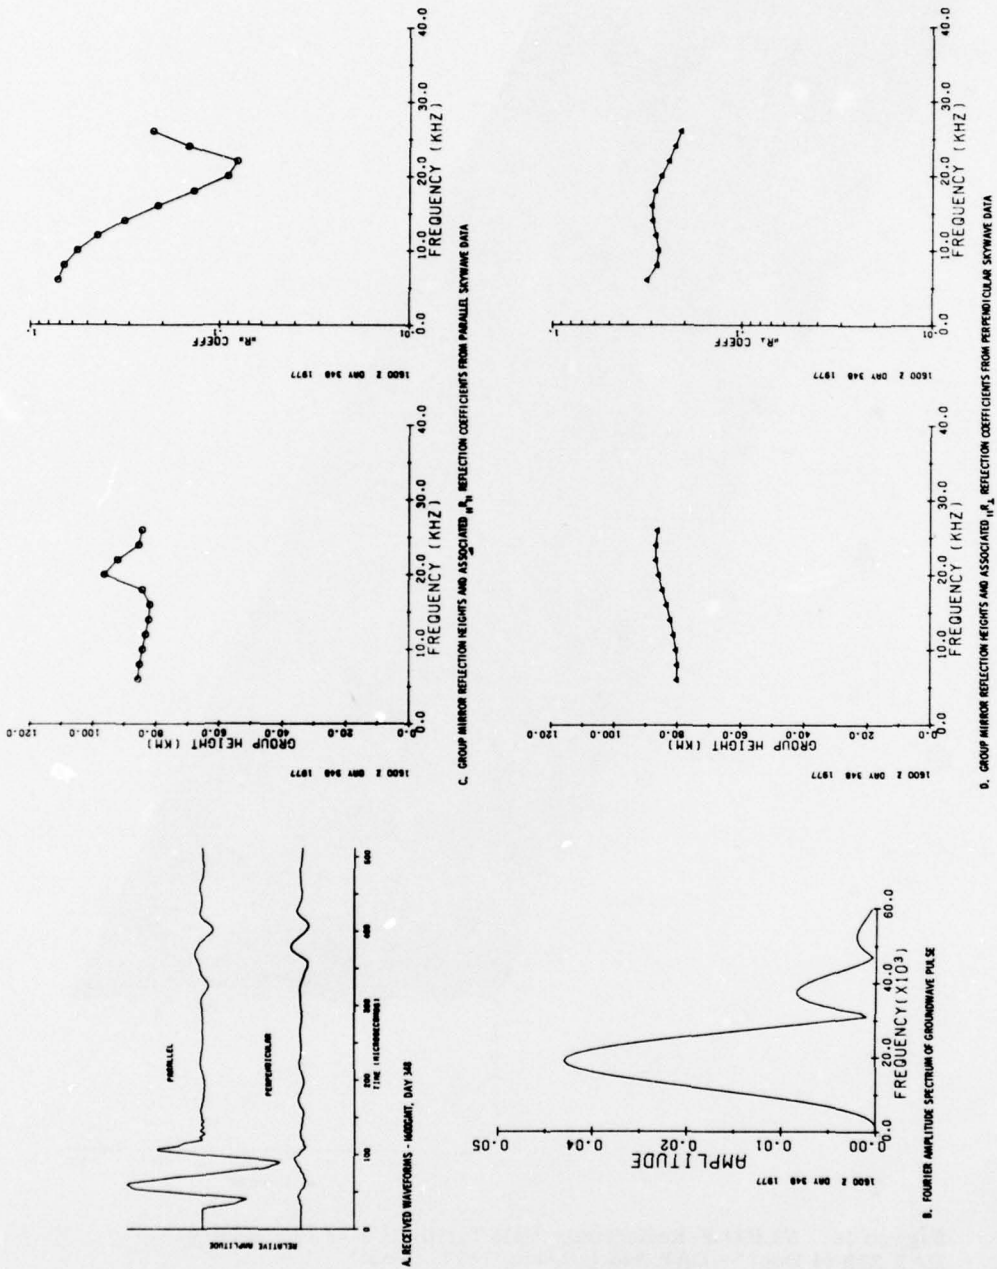 RELATIVE AMPLITUDE
PARALLEL
PERPENDICULAR
0 100 200 300 400 500
TIME (MICROSECONDS)
A. RECEIVED WAVEFORMS - 1600GMT, DAY 348
1600 Z DAY 348 1977
AMPLITUDE
0.05
0.04
0.0
0.00
0.0 20.0 40.0 60.0
FREQUENCY (X10³)
B. FOURIER AMPLITUDE SPECTRUM OF GROUNDWAVE PULSE
1600 Z DAY 348 1977
GROUP HEIGHT (KM)
120.0
100.0
80.0
60.0
40.0
20.0
0.0
0.0 10.0 20.0 30.0 40.0
FREQUENCY (KHZ)
1600 Z DAY 348 1977
COEFF
0.0 10.0 20.0 30.0 40.0
FREQUENCY (KHZ)
C. GROUP MIRROR REFLECTION HEIGHTS AND ASSOCIATED ||R|| REFLECTION COEFFICIENTS FROM PARALLEL SKYWAVE DATA
1600 Z DAY 348 1977
GROUP HEIGHT (KM)
120.0
100.0
80.0
60.0
40.0
20.0
0.0
0.0 10.0 20.0 30.0 40.0
FREQUENCY (KHZ)
1600 Z DAY 348 1977
COEFF
0.0 10.0 20.0 30.0 40.0
FREQUENCY (KHZ)
D. GROUP MIRROR REFLECTION HEIGHTS AND ASSOCIATED ||R⊥ REFLECTION COEFFICIENTS FROM PERPENDICULAR SKYWAVE DATA